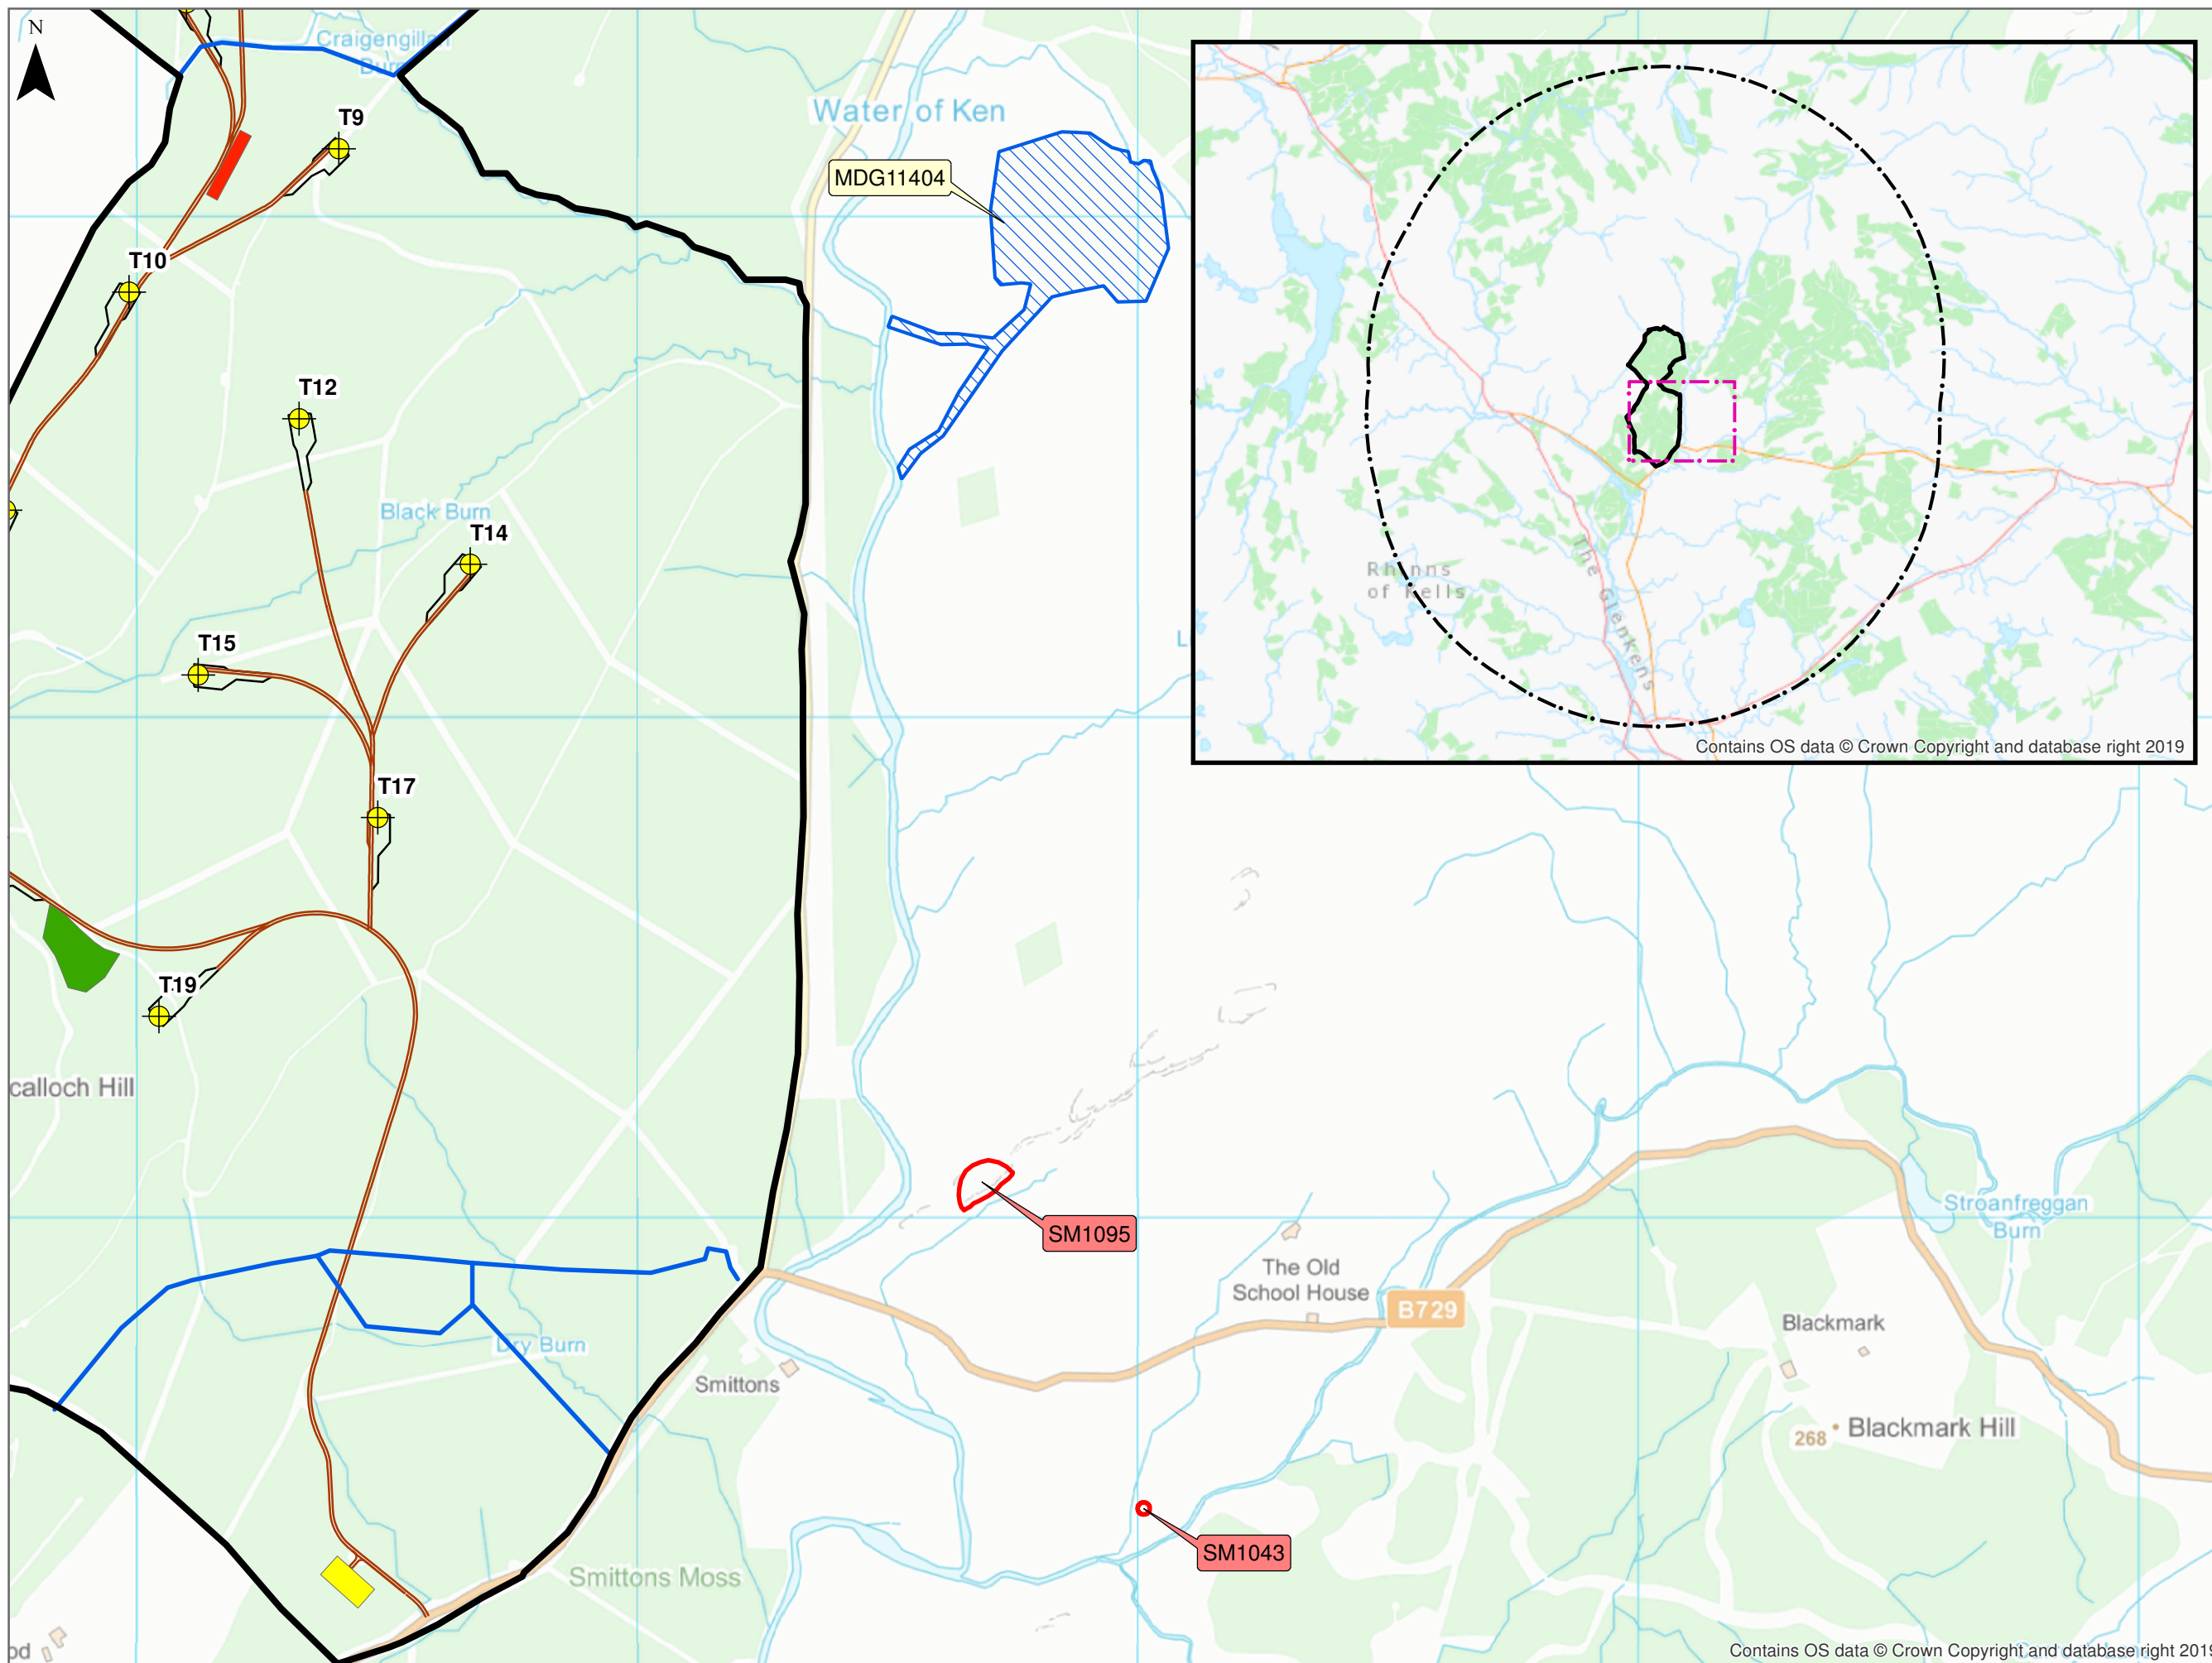 N
Craigengillan
Burn
T9
Water of Ken
MDG11404
T10
T12
Black Burn
T14
T15
Rhinns
of Kells
The Glenkens
Contains OS data © Crown Copyright and database right 2019
T17
T19
calloch Hill
SM1095
Stroanfreggan
Burn
The Old
School House
B729
Blackmark
Dry Burn
Smittons
268
Blackmark Hill
SM1043
Smittons Moss
od
Contains OS data © Crown Copyright and database right 2019